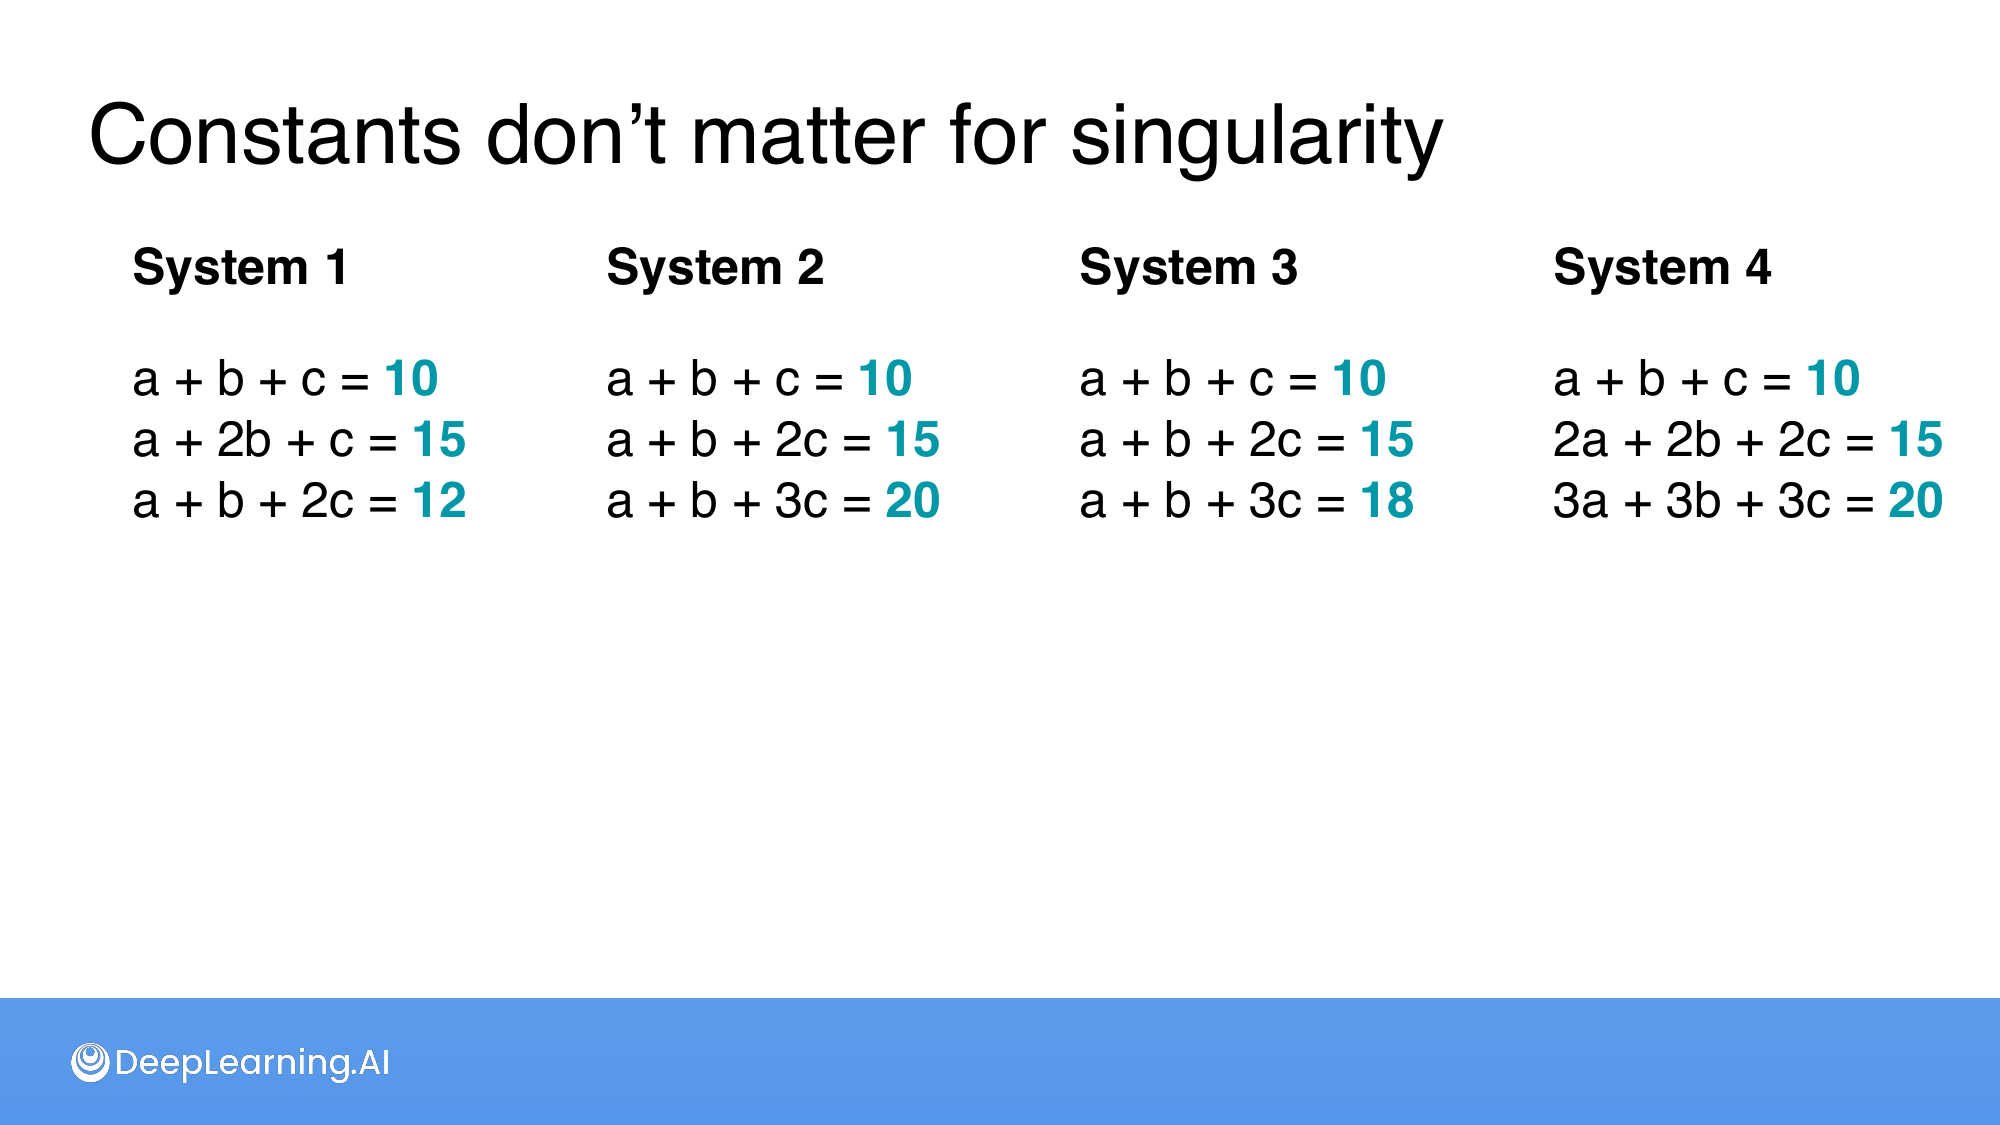 Constants don’t matter for singularity
System 1
a + b + c = 10
a + 2b + c = 15
a + b + 2c = 12
System 2
a + b + c = 10
a + b + 2c = 15
a + b + 3c = 20
System 3
a + b + c = 10
a + b + 2c = 15
a + b + 3c = 18
System 4
a + b + c = 10
2a + 2b + 2c = 15
3a + 3b + 3c = 20
DeepLearning.AI